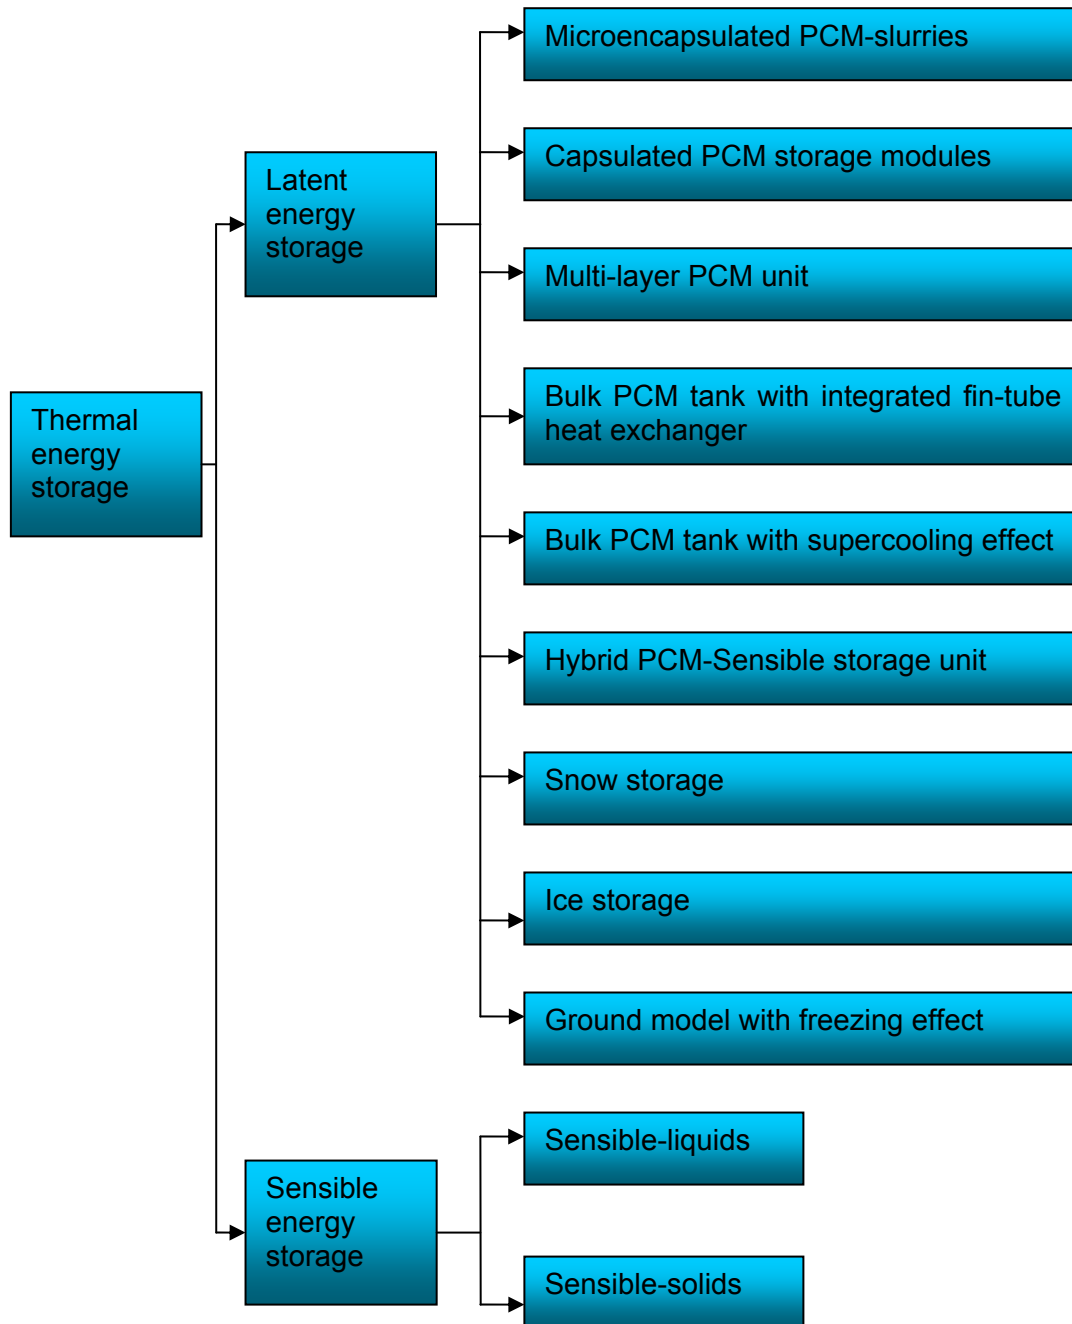 Microencapsulated PCM-slurries
Capsulated PCM storage modules
Latent
energy
storage
Multi-layer PCM unit
Thermal
energy
storage
Bulk PCM tank with integrated fin-tube
heat exchanger
Bulk PCM tank with supercooling effect
Hybrid PCM-Sensible storage unit
Snow storage
Ice storage
Ground model with freezing effect
Sensible-liquids
Sensible
energy
storage
Sensible-solids